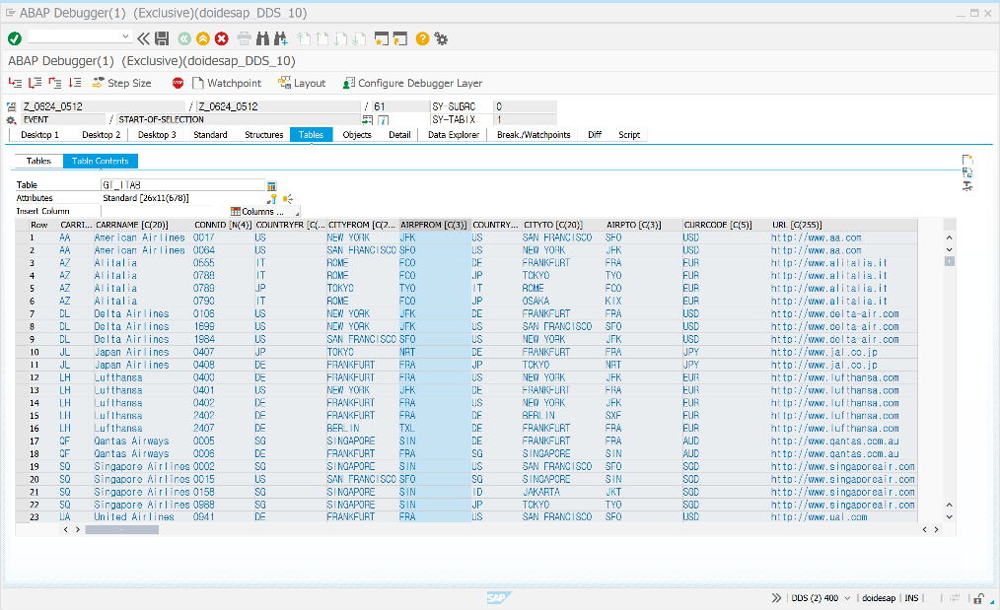 ABAP Debugger(1)  (Exclusive)(doidesap_DDS_10)
ABAP Debugger(1)  (Exclusive)(doidesap_DDS_10)
Step Size STOP Watchpoint Layout Configure Debugger Layer
Z_0624_0512 / Z_0624_0512 / 61 SY-SUBRC 0
EVENT / START-OF-SELECTION SY-TABIX 1
Desktop 1 Desktop 2 Desktop 3 Standard Structures Tables Objects Detail Data Explorer Break./Watchpoints Diff Script
Tables Table Contents
Table GT_ITAB
Attributes Standard [26x11(678)]
Insert Column Columns ...
Row CARRI... CARRNAME [C(20)] CONNID [N(4)] COUNTRYFR [C(... CITYFROM [C(2... AIRPFROM [C(3)] COUNTRY... CITYTO [C(20)] AIRPTO [C(3)] CURRCODE [C(5)] URL [C(255)]
1 AA American Airlines 0017 US NEW YORK JFK US SAN FRANCISCO SFO USD http://www.aa.com
2 AA American Airlines 0064 US SAN FRANCISCO SFO US NEW YORK JFK USD http://www.aa.com
3 AZ Alitalia 0555 IT ROME FCO DE FRANKFURT FRA EUR http://www.alitalia.it
4 AZ Alitalia 0788 IT ROME FCO JP TOKYO TYO EUR http://www.alitalia.it
5 AZ Alitalia 0789 JP TOKYO TYO IT ROME FCO EUR http://www.alitalia.it
6 AZ Alitalia 0790 IT ROME FCO JP OSAKA KIX EUR http://www.alitalia.it
7 DL Delta Airlines 0106 US NEW YORK JFK DE FRANKFURT FRA USD http://www.delta-air.com
8 DL Delta Airlines 1699 US NEW YORK JFK US SAN FRANCISCO SFO USD http://www.delta-air.com
9 DL Delta Airlines 1984 US SAN FRANCISCO SFO US NEW YORK JFK USD http://www.delta-air.com
10 JL Japan Airlines 0407 JP TOKYO NRT DE FRANKFURT FRA JPY http://www.jal.co.jp
11 JL Japan Airlines 0408 DE FRANKFURT FRA JP TOKYO NRT JPY http://www.jal.co.jp
12 LH Lufthansa 0400 DE FRANKFURT FRA US NEW YORK JFK EUR http://www.lufthansa.com
13 LH Lufthansa 0401 US NEW YORK JFK DE FRANKFURT FRA EUR http://www.lufthansa.com
14 LH Lufthansa 0402 DE FRANKFURT FRA US NEW YORK JFK EUR http://www.lufthansa.com
15 LH Lufthansa 2402 DE FRANKFURT FRA DE BERLIN SXF EUR http://www.lufthansa.com
16 LH Lufthansa 2407 DE BERLIN TXL DE FRANKFURT FRA EUR http://www.lufthansa.com
17 QF Qantas Airways 0005 SG SINGAPORE SIN DE FRANKFURT FRA AUD http://www.qantas.com.au
18 QF Qantas Airways 0006 DE FRANKFURT FRA SG SINGAPORE SIN AUD http://www.qantas.com.au
19 SQ Singapore Airlines 0002 SG SINGAPORE SIN US SAN FRANCISCO SFO SGD http://www.singaporeair.com
20 SQ Singapore Airlines 0015 US SAN FRANCISCO SFO SG SINGAPORE SIN SGD http://www.singaporeair.com
21 SQ Singapore Airlines 0158 SG SINGAPORE SIN ID JAKARTA JKT SGD http://www.singaporeair.com
22 SQ Singapore Airlines 0988 SG SINGAPORE SIN JP TOKYO TYO SGD http://www.singaporeair.com
23 UA United Airlines 0941 DE FRANKFURT FRA US SAN FRANCISCO SFO USD http://www.ual.com
SAP DDS (2) 400 doidesap INS